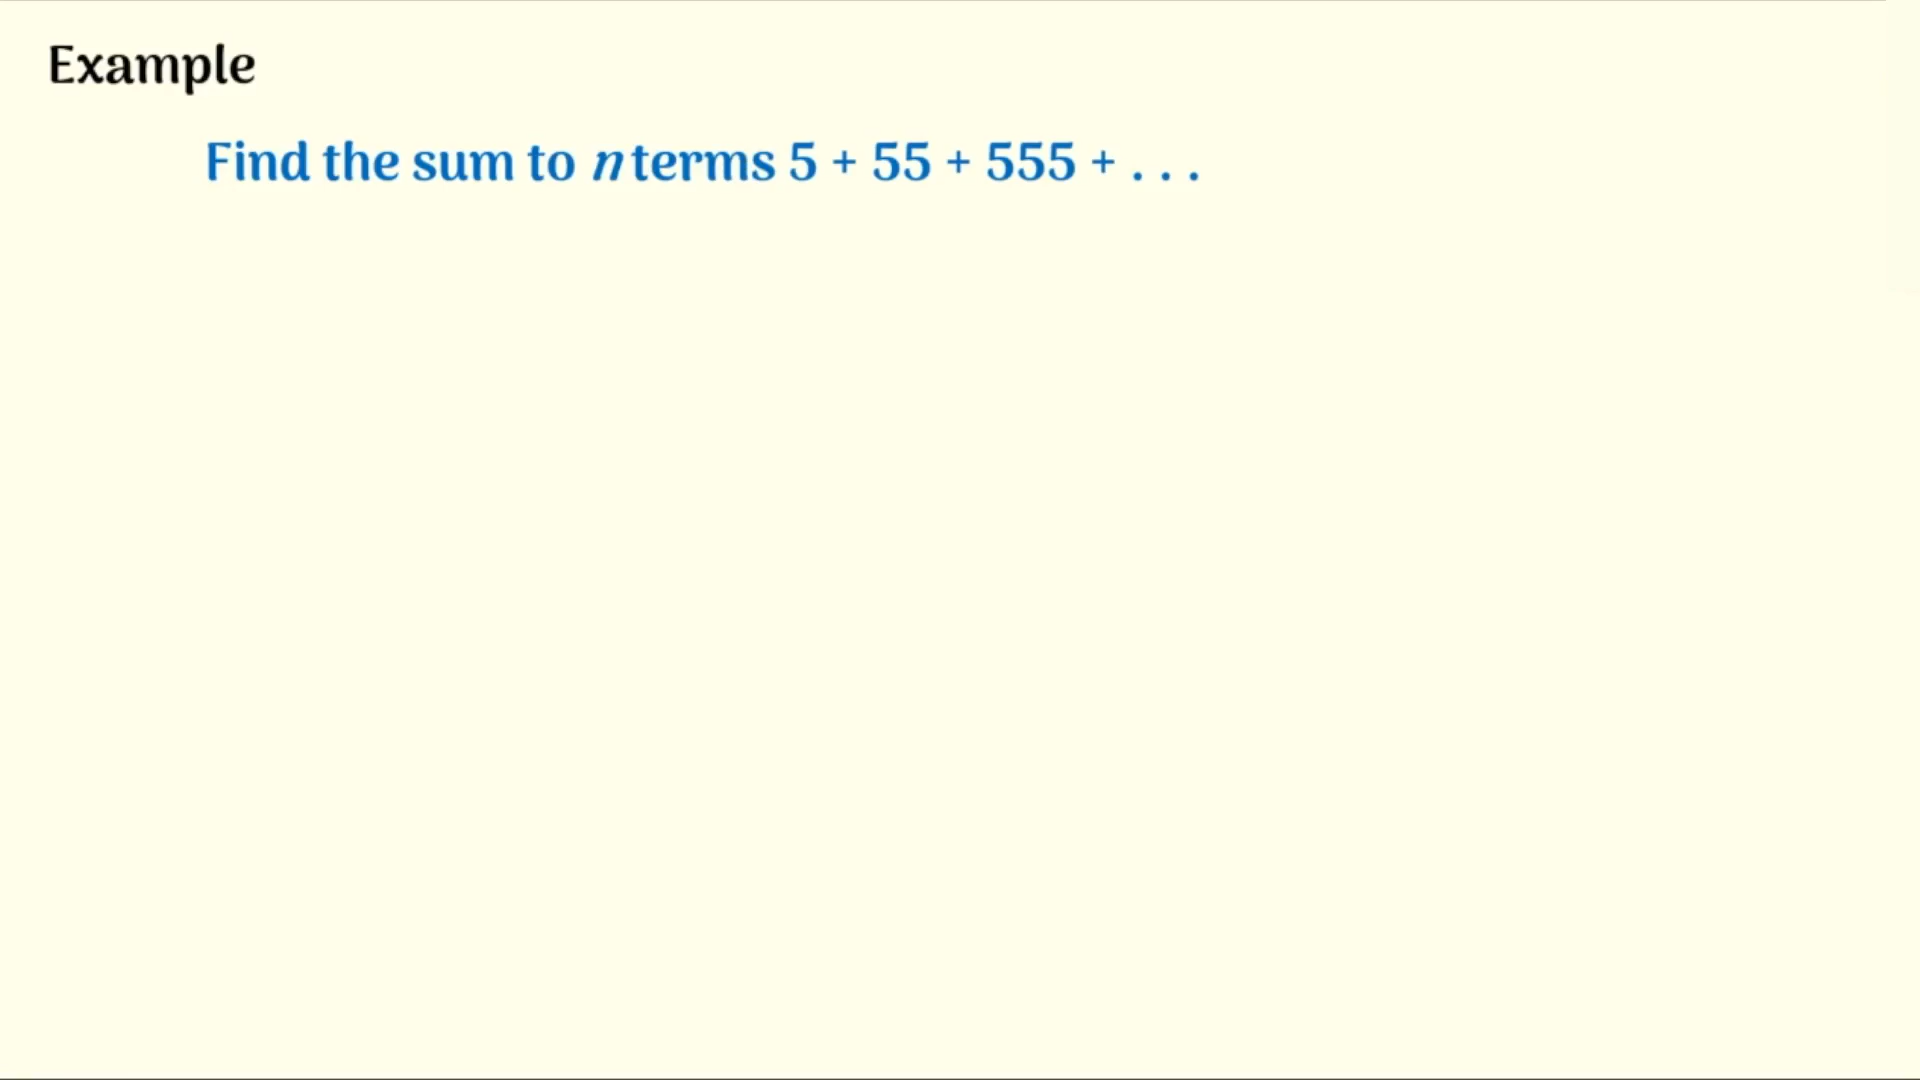 Example
Find the sum to n terms 5 + 55 + 555 + . . .